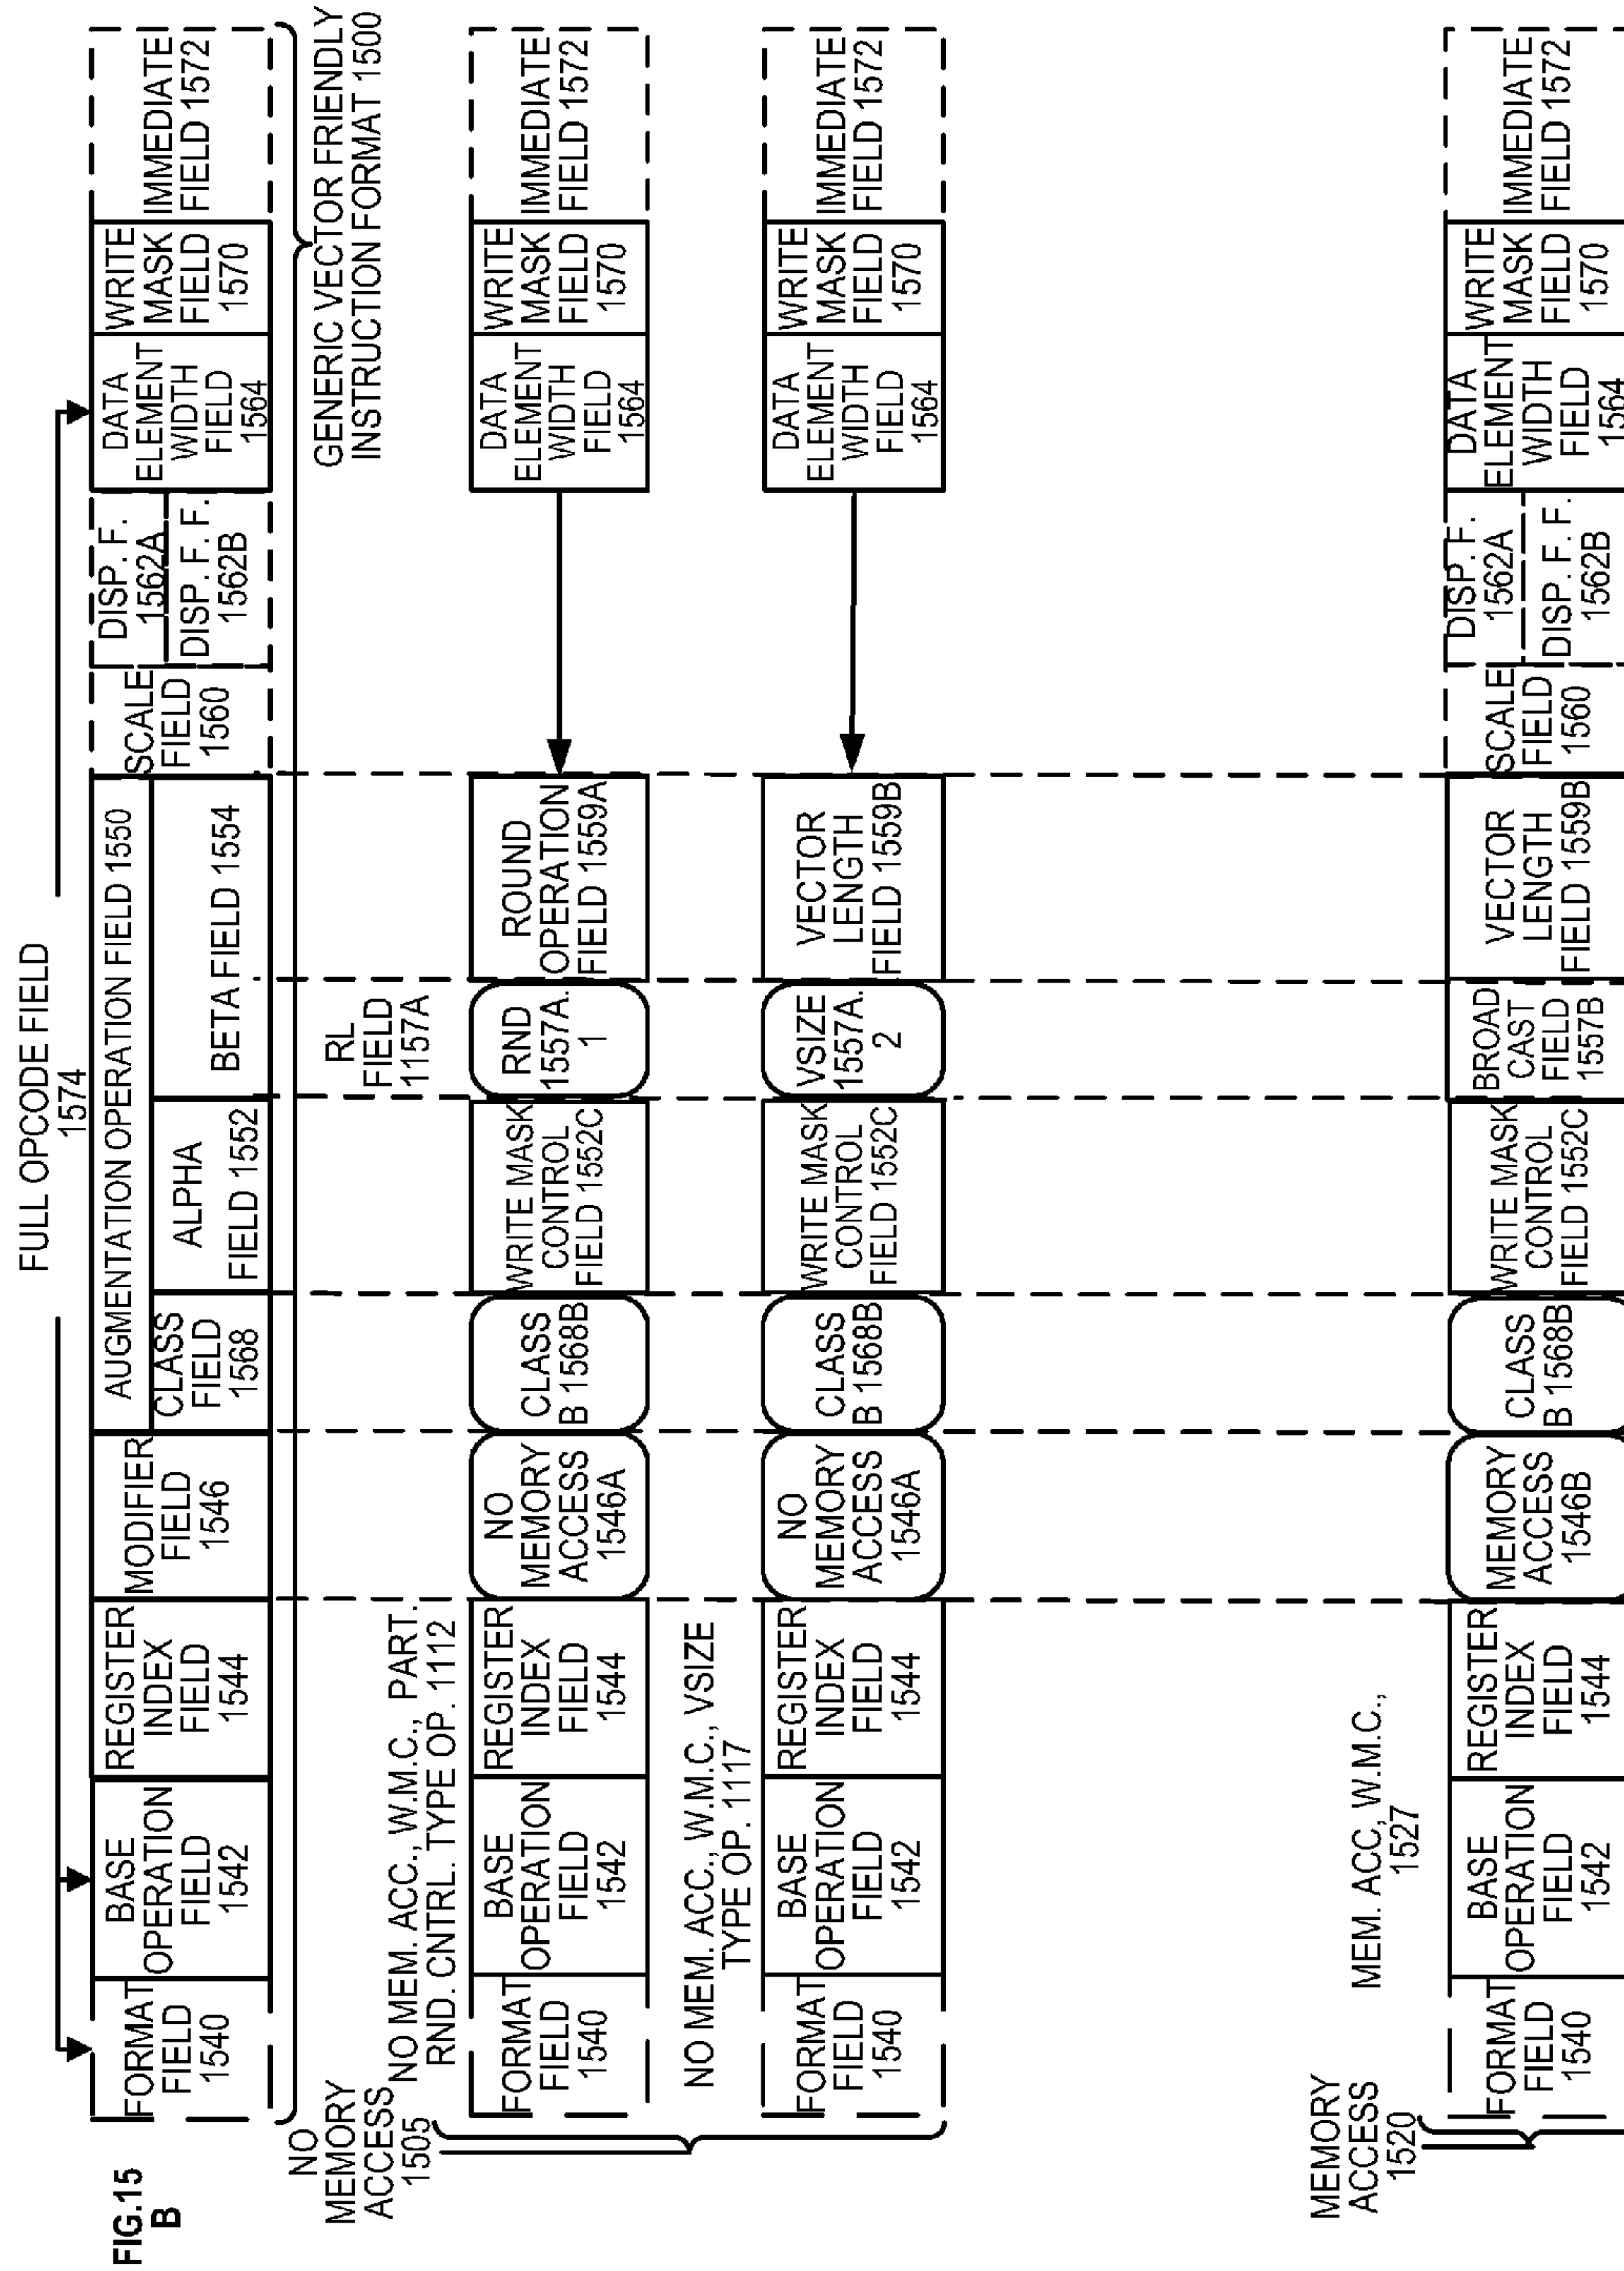 FIG.15
B
FULL OPCODE FIELD
1574
FORMAT
FIELD
1540
BASE
OPERATION
FIELD
1542
REGISTER
INDEX
FIELD
1544
MODIFIER
FIELD
1546
AUGMENTATION OPERATION FIELD 1550
CLASS
FIELD
1568
ALPHA
FIELD 1552
BETA FIELD 1554
SCALE
FIELD
1560
DISP. F.
1562A
DISP. F. F.
1562B
DATA
ELEMENT
WIDTH
FIELD
1564
WRITE
MASK
FIELD
1570
IMMEDIATE
FIELD 1572
GENERIC VECTOR FRIENDLY
INSTRUCTION FORMAT 1500
NO
MEMORY
ACCESS
1505
NO MEM. ACC., W.M.C., PART.
RND. CNTRL. TYPE OP. 1112
RL
FIELD
1157A
FORMAT
FIELD
1540
BASE
OPERATION
FIELD
1542
REGISTER
INDEX
FIELD
1544
NO
MEMORY
ACCESS
1546A
CLASS
B 1568B
WRITE MASK
CONTROL
FIELD 1552C
RND
1557A.
1
ROUND
OPERATION
FIELD 1559A
DATA
ELEMENT
WIDTH
FIELD
1564
WRITE
MASK
FIELD
1570
IMMEDIATE
FIELD 1572
NO MEM. ACC., W.M.C., VSIZE
TYPE OP. 1117
FORMAT
FIELD
1540
BASE
OPERATION
FIELD
1542
REGISTER
INDEX
FIELD
1544
NO
MEMORY
ACCESS
1546A
CLASS
B 1568B
WRITE MASK
CONTROL
FIELD 1552C
VSIZE
1557A.
2
VECTOR
LENGTH
FIELD 1559B
DATA
ELEMENT
WIDTH
FIELD
1564
WRITE
MASK
FIELD
1570
IMMEDIATE
FIELD 1572
MEMORY
ACCESS
1520
MEM. ACC, W.M.C.,
1527
FORMAT
FIELD
1540
BASE
OPERATION
FIELD
1542
REGISTER
INDEX
FIELD
1544
MEMORY
ACCESS
1546B
CLASS
B 1568B
WRITE MASK
CONTROL
FIELD 1552C
BROAD
CAST
FIELD
1557B
VECTOR
LENGTH
FIELD 1559B
SCALE
FIELD
1560
DISP. F.
1562A
DISP. F. F.
1562B
DATA
ELEMENT
WIDTH
FIELD
1564
WRITE
MASK
FIELD
1570
IMMEDIATE
FIELD 1572